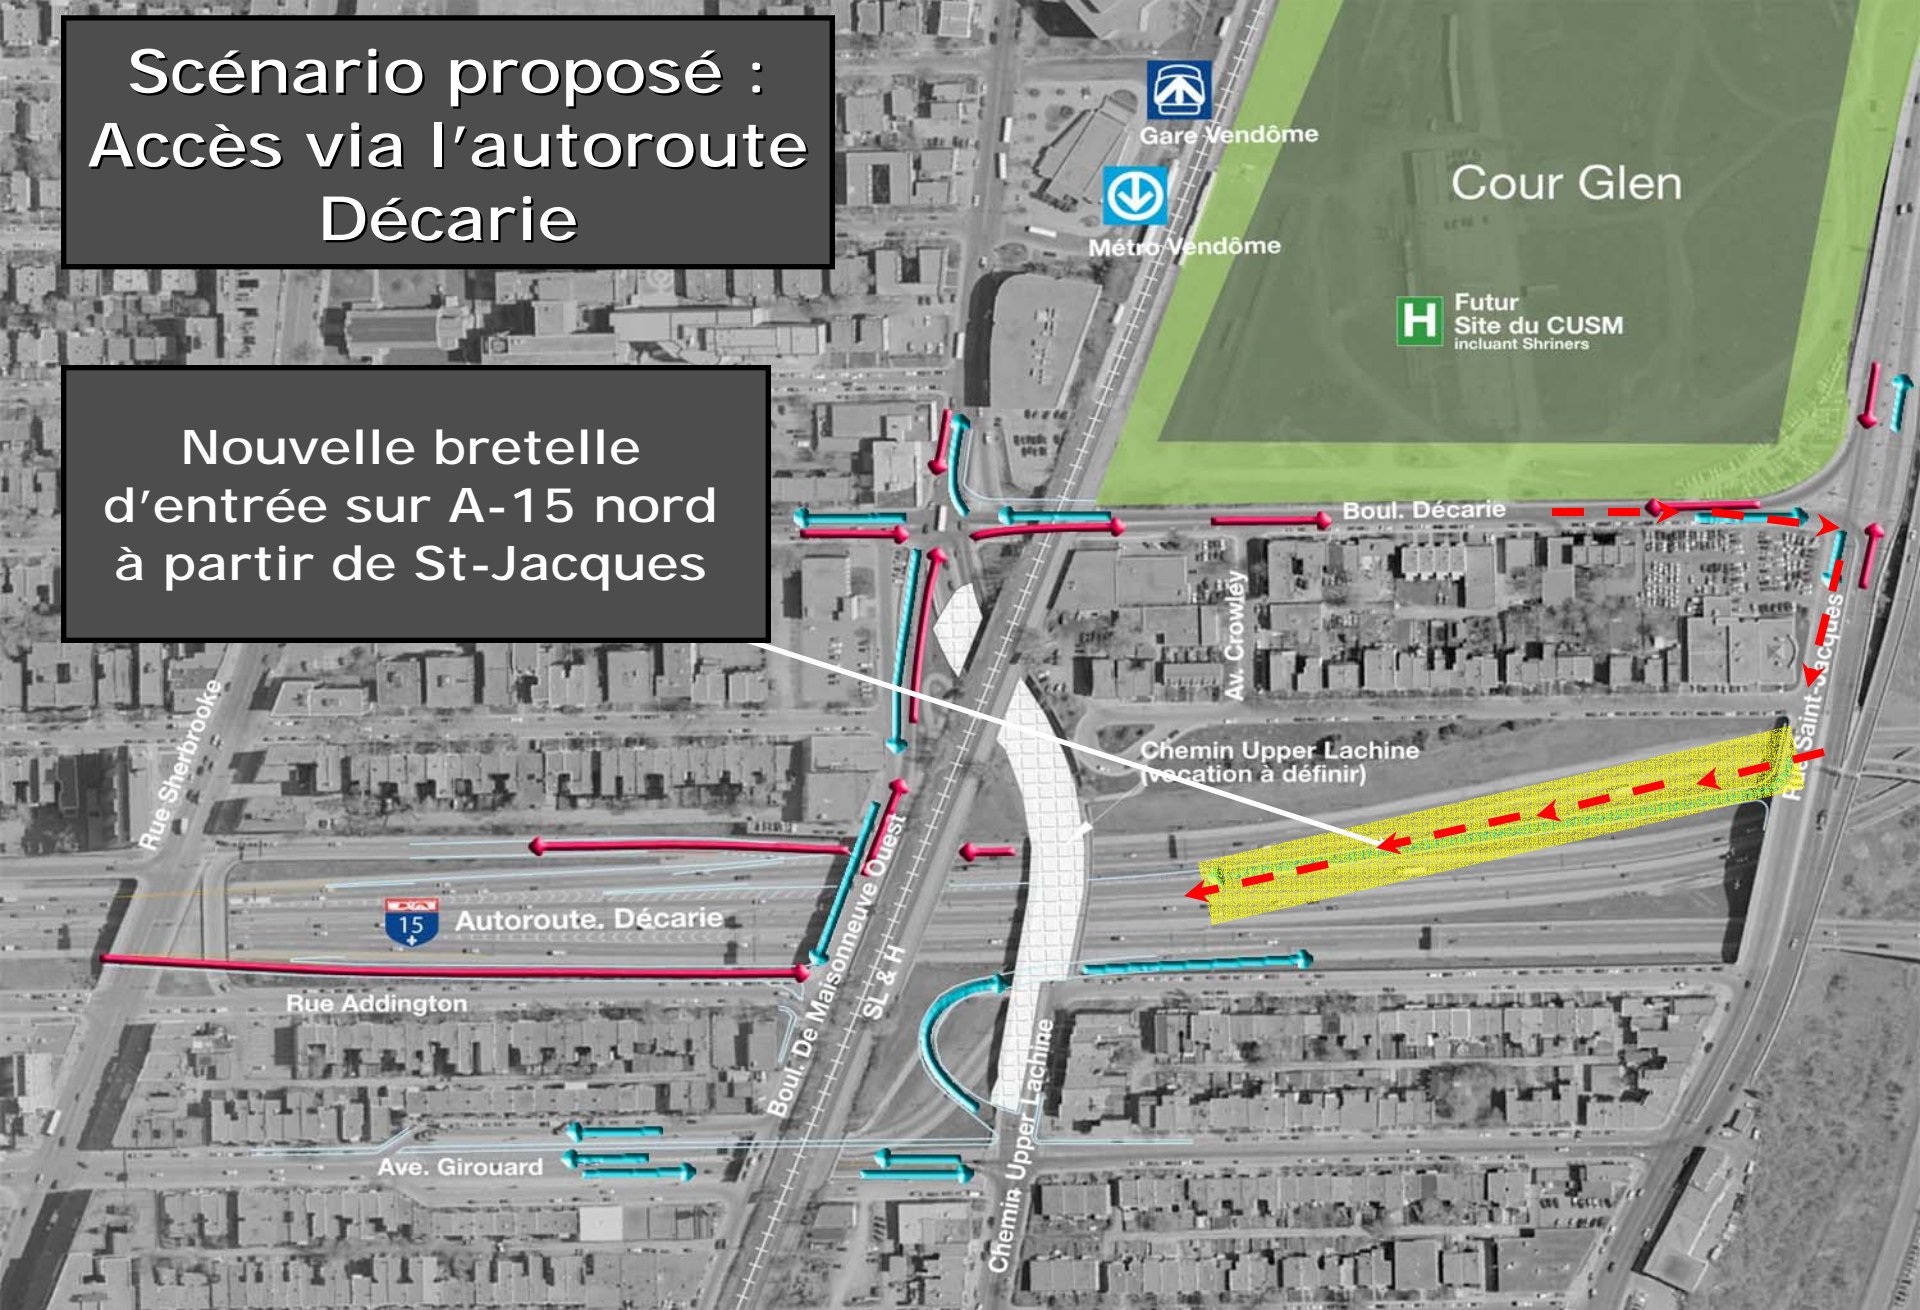 Scénario proposé :
Accès via l'autoroute
Décarie
Nouvelle bretelle
d'entrée sur A-15 nord
à partir de St-Jacques
Gare Vendôme
Métro Vendôme
Cour Glen
H
Futur
Site du CUSM
incluant Shriners
Boul. Décarie
Av. Crowley
Rue Saint-Jacques
Rue Sherbrooke
Chemin Upper Lachine
(vocation à définir)
15
Autoroute. Décarie
Boul. De Maisonneuve Ouest
SL & H
Rue Addington
Ave. Girouard
Chemin Upper Lachine